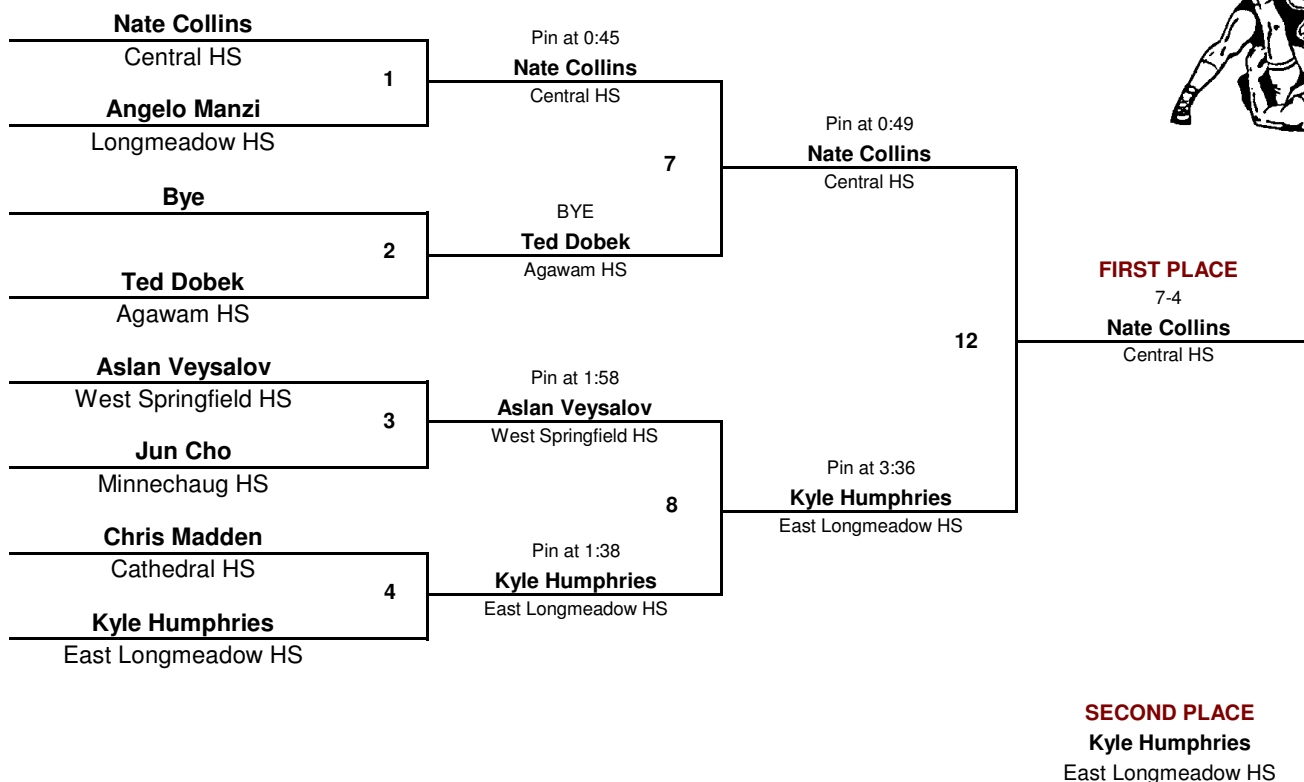 Nate Collins
Central HS
1
Angelo Manzi
Longmeadow HS
Bye
2
Ted Dobek
Agawam HS
Aslan Veysalov
West Springfield HS
3
Jun Cho
Minnechaug HS
Chris Madden
Cathedral HS
4
Kyle Humphries
East Longmeadow HS
Pin at 0:45
Nate Collins
Central HS
7
BYE
Ted Dobek
Agawam HS
Pin at 1:58
Aslan Veysalov
West Springfield HS
8
Pin at 1:38
Kyle Humphries
East Longmeadow HS
Pin at 0:49
Nate Collins
Central HS
12
Pin at 3:36
Kyle Humphries
East Longmeadow HS
FIRST PLACE
7-4
Nate Collins
Central HS
SECOND PLACE
Kyle Humphries
East Longmeadow HS